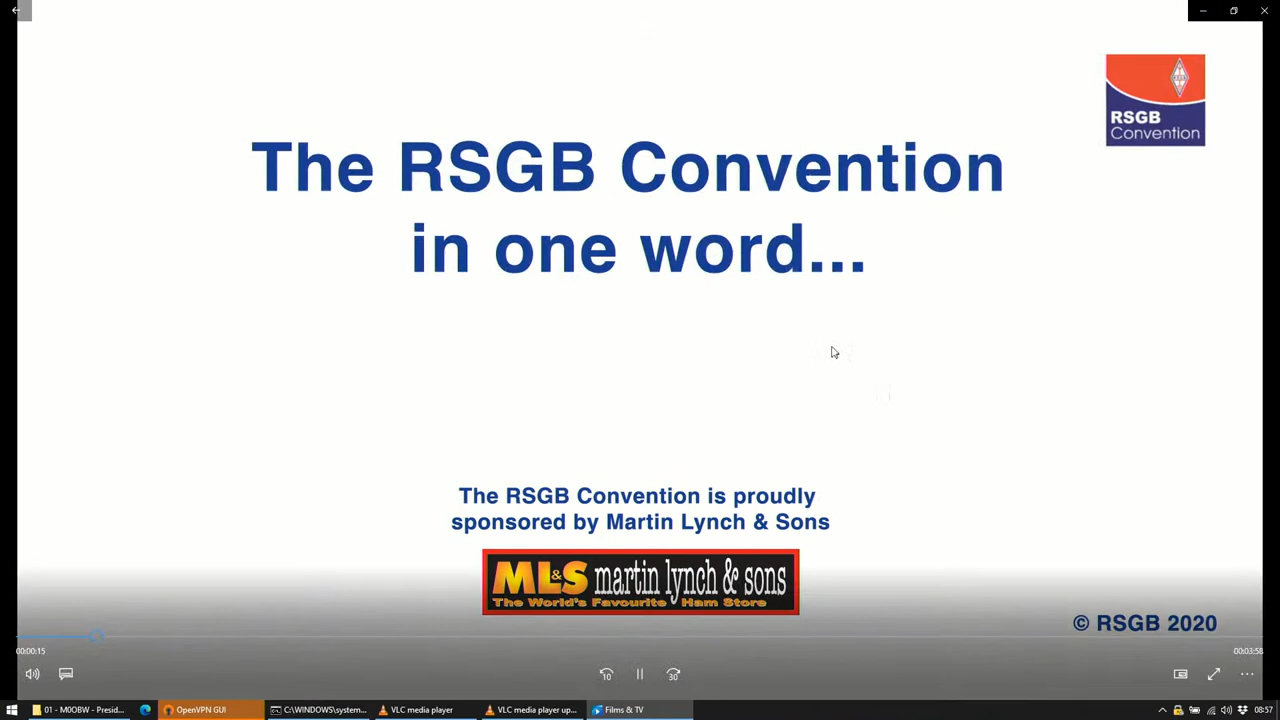 RSGB
Convention
The RSGB Convention
in one word...
The RSGB Convention is proudly
sponsored by Martin Lynch & Sons
ML&S martin lynch & sons
The World's Favourite Ham Store
© RSGB 2020
00:00:15
00:03:58
10
30
01 - M0OBW - Presid...
OpenVPN GUI
C:\WINDOWS\system...
VLC media player
VLC media player up...
Films & TV
08:57